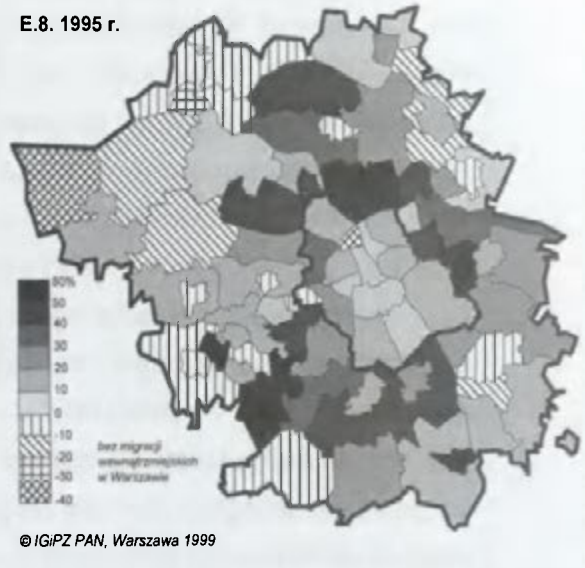 E.8. 1995 r.
80%
50
40
30
20
10
0
-10
-20
-30
-40
bez migracji
wewnątrzmiejskich
w Warszawie
© IGiPZ PAN, Warszawa 1999